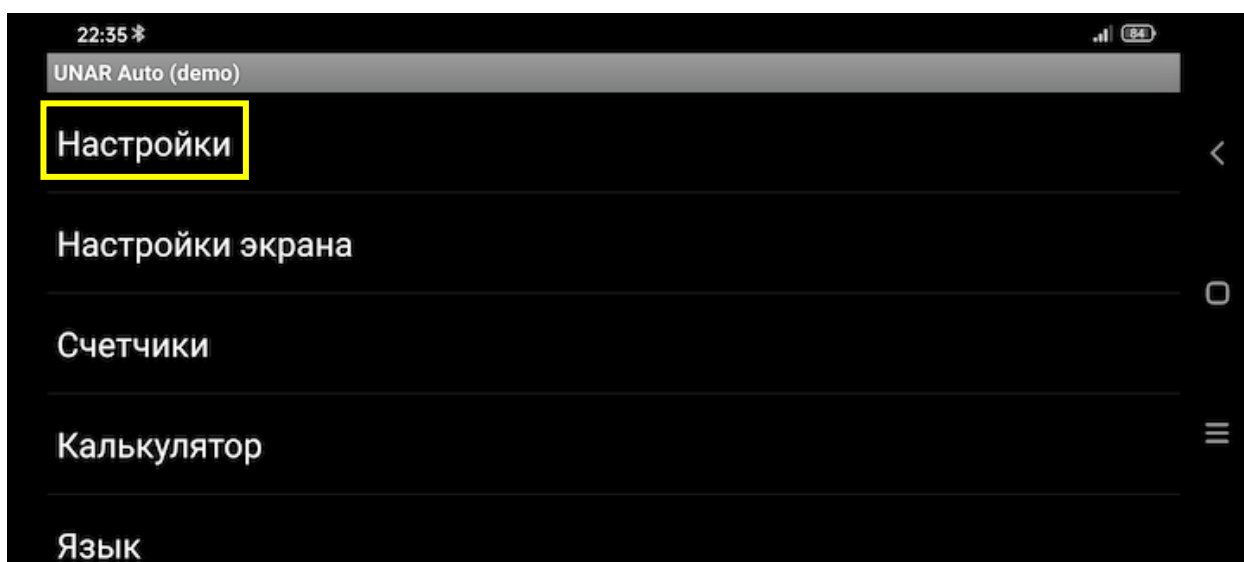 22:35
84
UNAR Auto (demo)
Настройки
Настройки экрана
Счетчики
Калькулятор
Язык